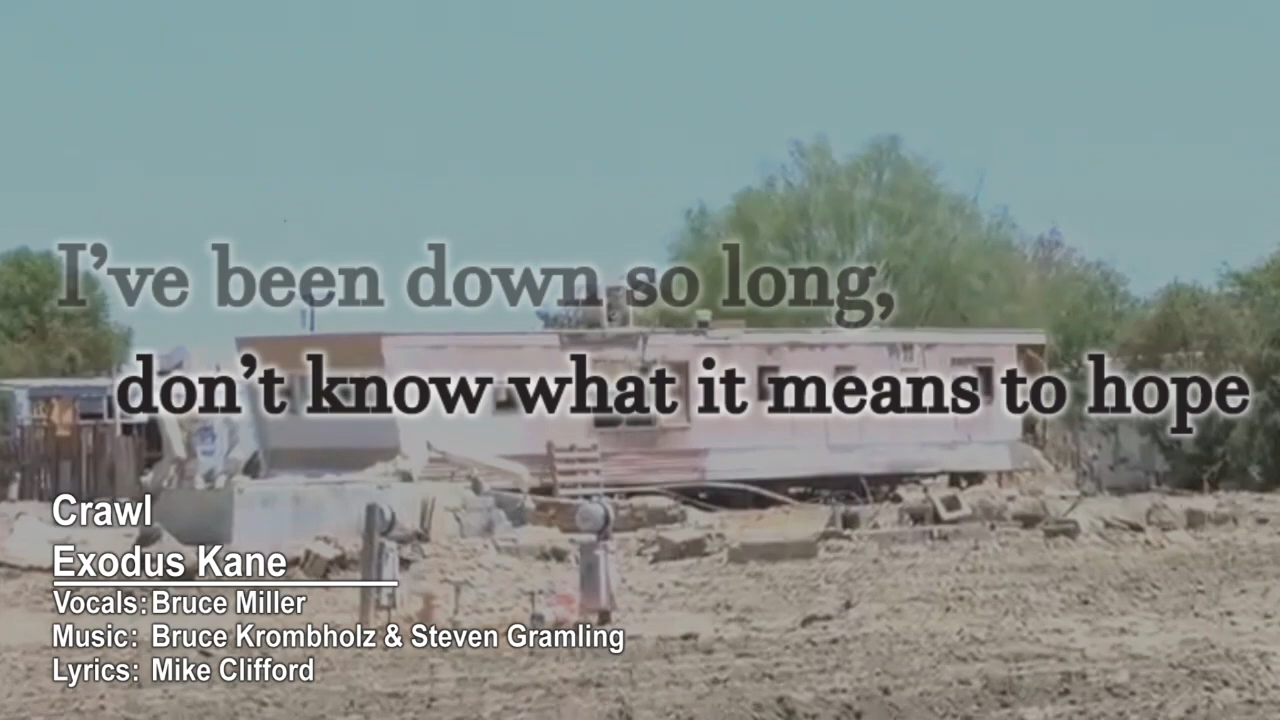 I've been down so long,
don't know what it means to hope
Crawl
Exodus Kane
Vocals: Bruce Miller
Music: Bruce Krombholz & Steven Gramling
Lyrics: Mike Clifford